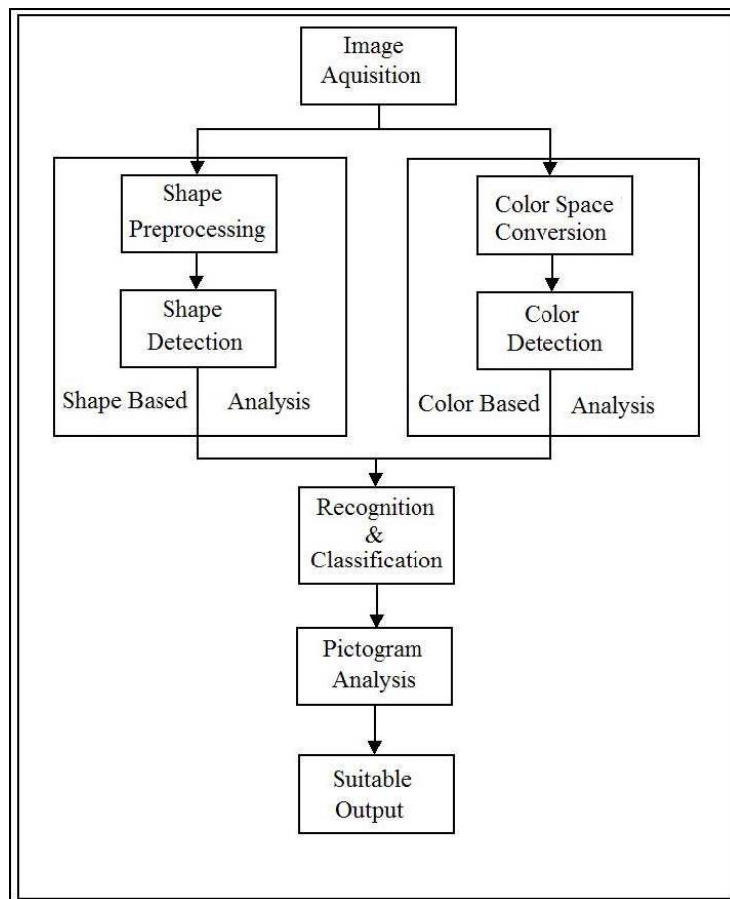 Image
Aquisition
Shape
Preprocessing
Shape
Detection
Shape Based Analysis
Color Space
Conversion
Color
Detection
Color Based Analysis
Recognition
&
Classification
Pictogram
Analysis
Suitable
Output